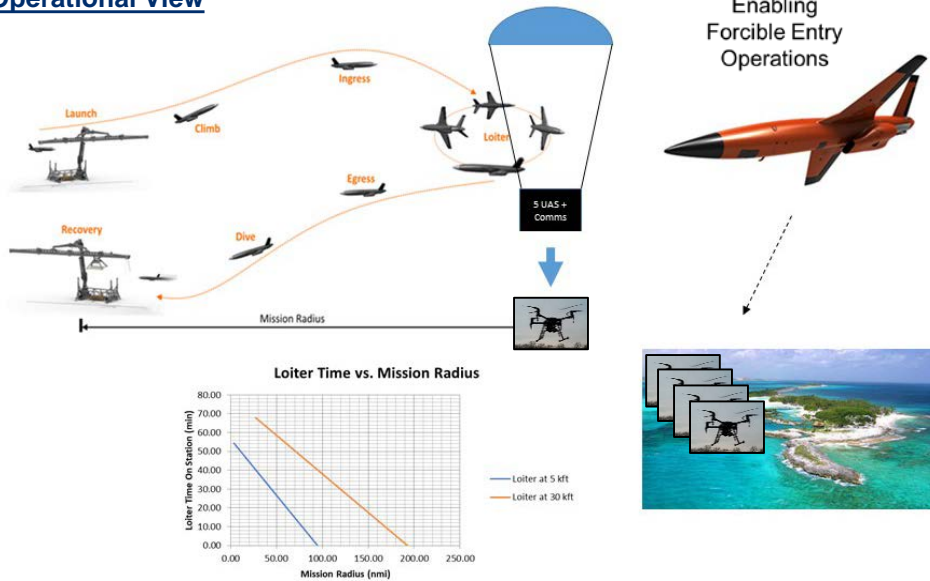 Operational View
Enabling
Forcible Entry
Operations
Launch
Climb
Ingress
Loiter
Egress
Dive
Recovery
5 UAS +
Comms
Mission Radius
Loiter Time vs. Mission Radius
Loiter Time On Station (min)
80.00
70.00
60.00
50.00
40.00
30.00
20.00
10.00
0.00
0.00 50.00 100.00 150.00 200.00 250.00
Mission Radius (nmi)
Loiter at 5 kft
Loiter at 30 kft